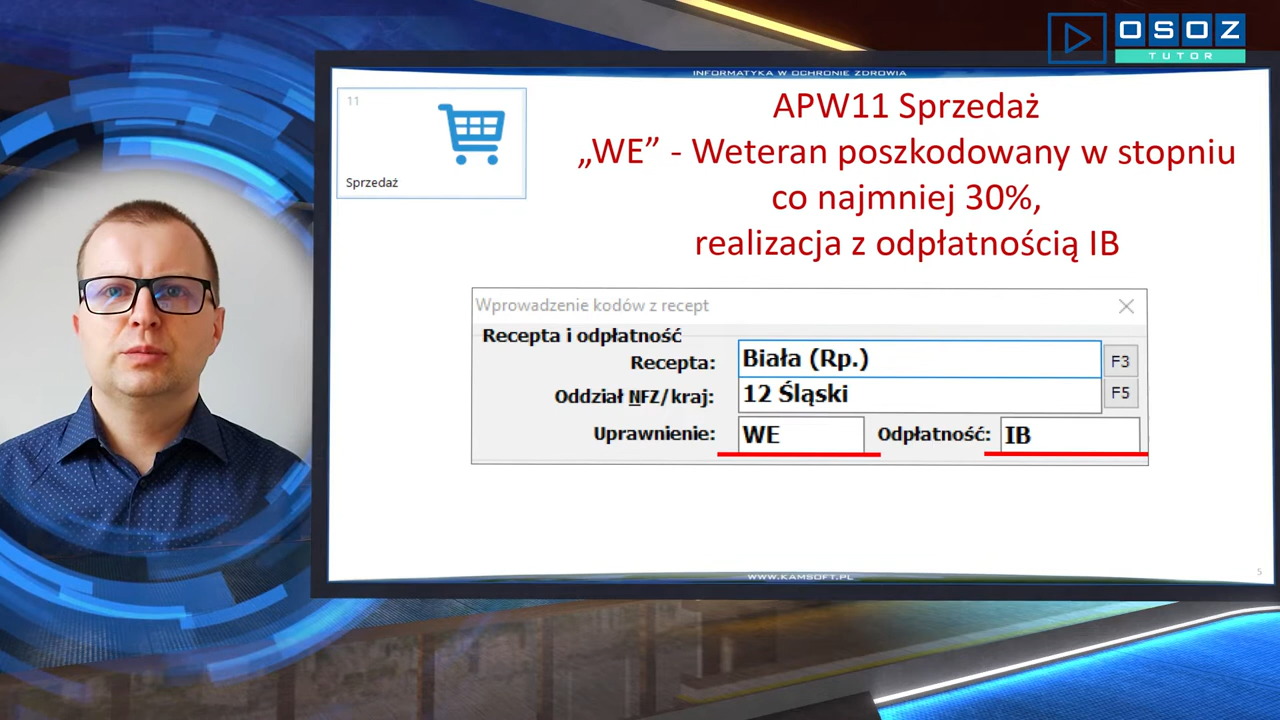 OSOZ
TUTOR
INFORMATYKA W OCHRONIE ZDROWIA
11
Sprzedaż
APW11 Sprzedaż
„WE” - Weteran poszkodowany w stopniu
co najmniej 30%,
realizacja z odpłatnością IB
Wprowadzenie kodów z recept
Recepta i odpłatność
Recepta: Biała (Rp.) F3
Oddział NFZ/kraj: 12 Śląski F5
Uprawnienie: WE Odpłatność: IB
WWW.KAMSOFT.PL
5